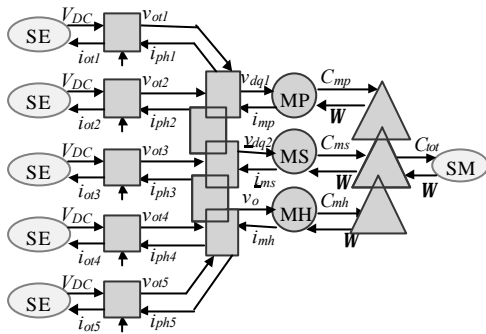 SE V_DC v_ot1
i_ot1 i_ph1
SE V_DC v_ot2 v_dq1 MP C_mp
i_ot2 i_ph2 i_mp W
SE V_DC v_ot3 v_dq2 MS C_ms C_tot SM
i_ot3 i_ph3 i_ms W W
SE V_DC v_ot4 v_o MH C_mh
i_ot4 i_ph4 i_mh W
SE V_DC v_ot5
i_ot5 i_ph5